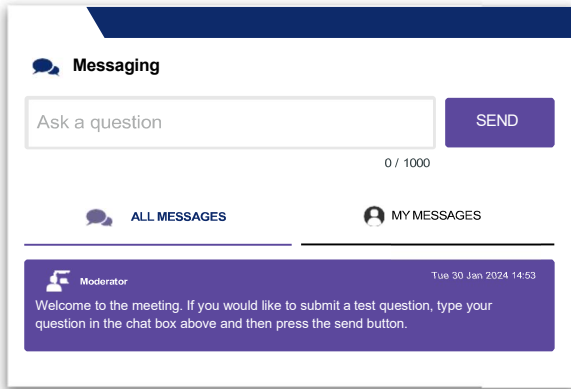 Messaging
Ask a question
SEND
0 / 1000
ALL MESSAGES
MY MESSAGES
Moderator
Tue 30 Jan 2024 14:53
Welcome to the meeting. If you would like to submit a test question, type your
question in the chat box above and then press the send button.